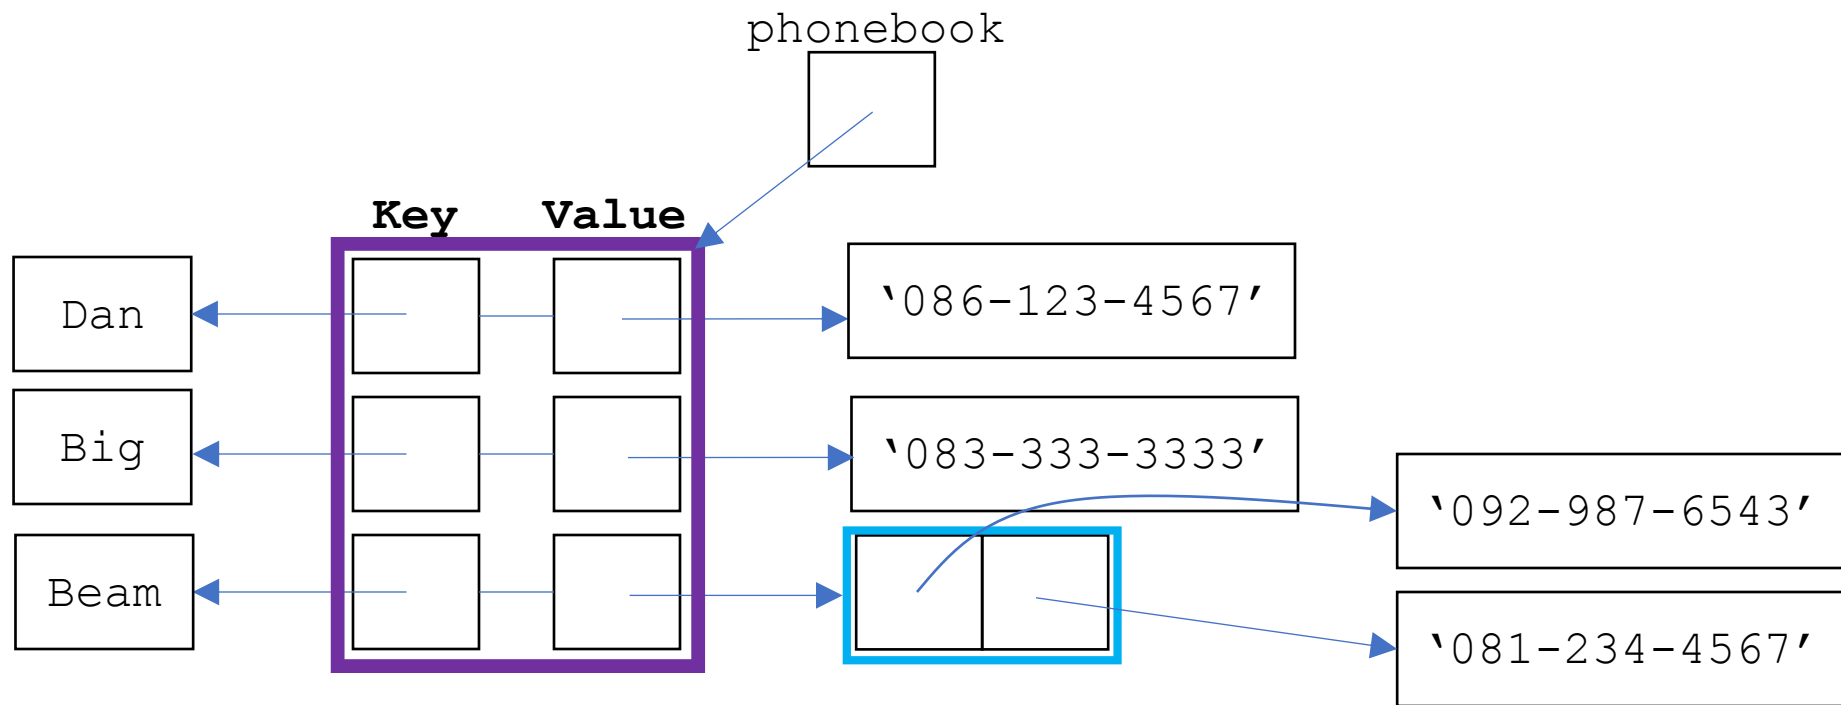 phonebook
Key Value
Dan
‘086-123-4567’
Big
‘083-333-3333’
‘092-987-6543’
Beam
‘081-234-4567’